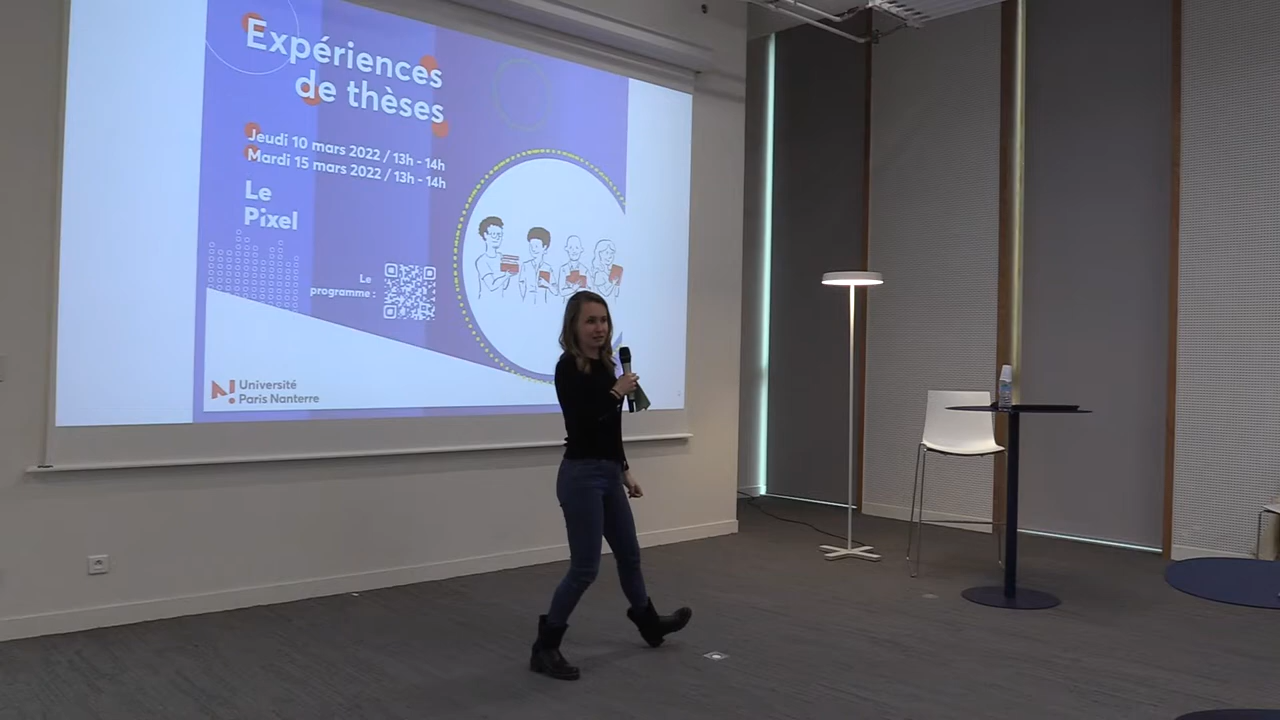 Expériences
de thèses
Jeudi 10 mars 2022 / 13h - 14h
Mardi 15 mars 2022 / 13h - 14h
Le
Pixel
Le
programme :
Université
Paris Nanterre